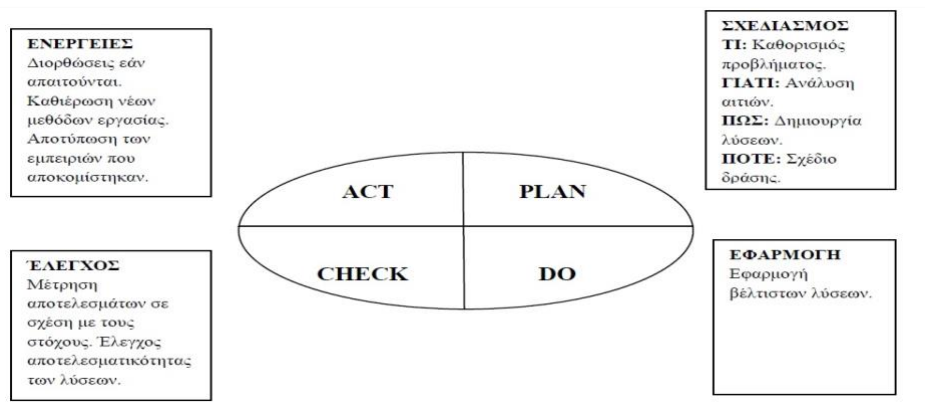 ΕΝΕΡΓΕΙΕΣ
Διορθώσεις εάν
απαιτούνται.
Καθιέρωση νέων
μεθόδων εργασίας.
Αποτύπωση των
εμπειριών που
αποκομίστηκαν.
ΣΧΕΔΙΑΣΜΟΣ
ΤΙ: Καθορισμός
προβλήματος.
ΓΙΑΤΙ: Ανάλυση
αιτιών.
ΠΩΣ: Δημιουργία
λύσεων.
ΠΟΤΕ: Σχέδιο
δράσης.
ACT
PLAN
CHECK
DO
ΈΛΕΓΧΟΣ
Μέτρηση
αποτελεσμάτων σε
σχέση με τους
στόχους. Έλεγχος
αποτελεσματικότητας
των λύσεων.
ΕΦΑΡΜΟΓΗ
Εφαρμογή
βέλτιστων λύσεων.